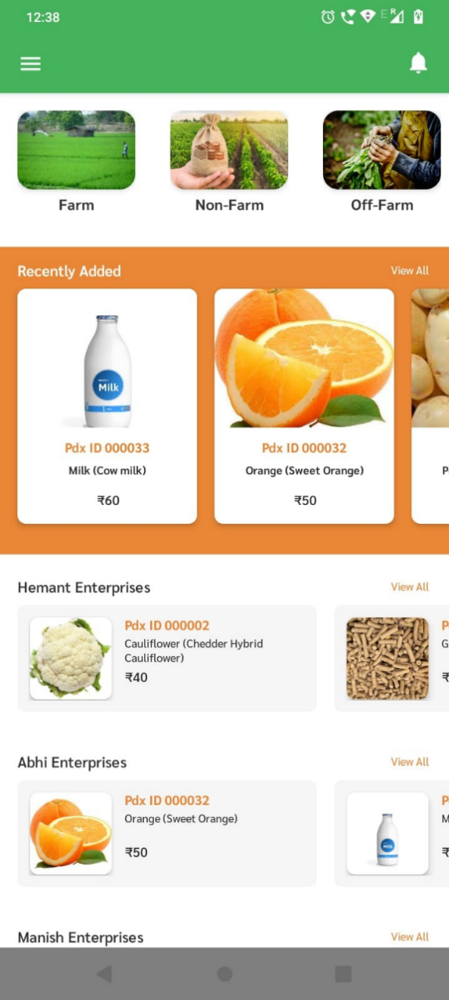 12:38
E R
Farm
Non-Farm
Off-Farm
Recently Added
View All
Milk
1
Pdx ID 000033
Milk (Cow milk)
₹60
Pdx ID 000032
Orange (Sweet Orange)
₹50
P
Hemant Enterprises
View All
Pdx ID 000002
Cauliflower (Chedder Hybrid
Cauliflower)
₹40
P
G
₹
Abhi Enterprises
View All
Pdx ID 000032
Orange (Sweet Orange)
₹50
Milk
P
M
₹
Manish Enterprises
View All